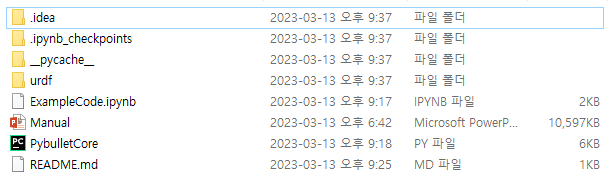 .idea 2023-03-13 오후 9:37 파일 폴더
.ipynb_checkpoints 2023-03-13 오후 9:37 파일 폴더
__pycache__ 2023-03-13 오후 9:37 파일 폴더
urdf 2023-03-13 오후 9:37 파일 폴더
ExampleCode.ipynb 2023-03-13 오후 9:17 IPYNB 파일 2KB
Manual 2023-03-13 오후 6:42 Microsoft PowerP... 10,597KB
PybulletCore 2023-03-13 오후 9:18 PY 파일 6KB
README.md 2023-03-13 오후 9:25 MD 파일 1KB